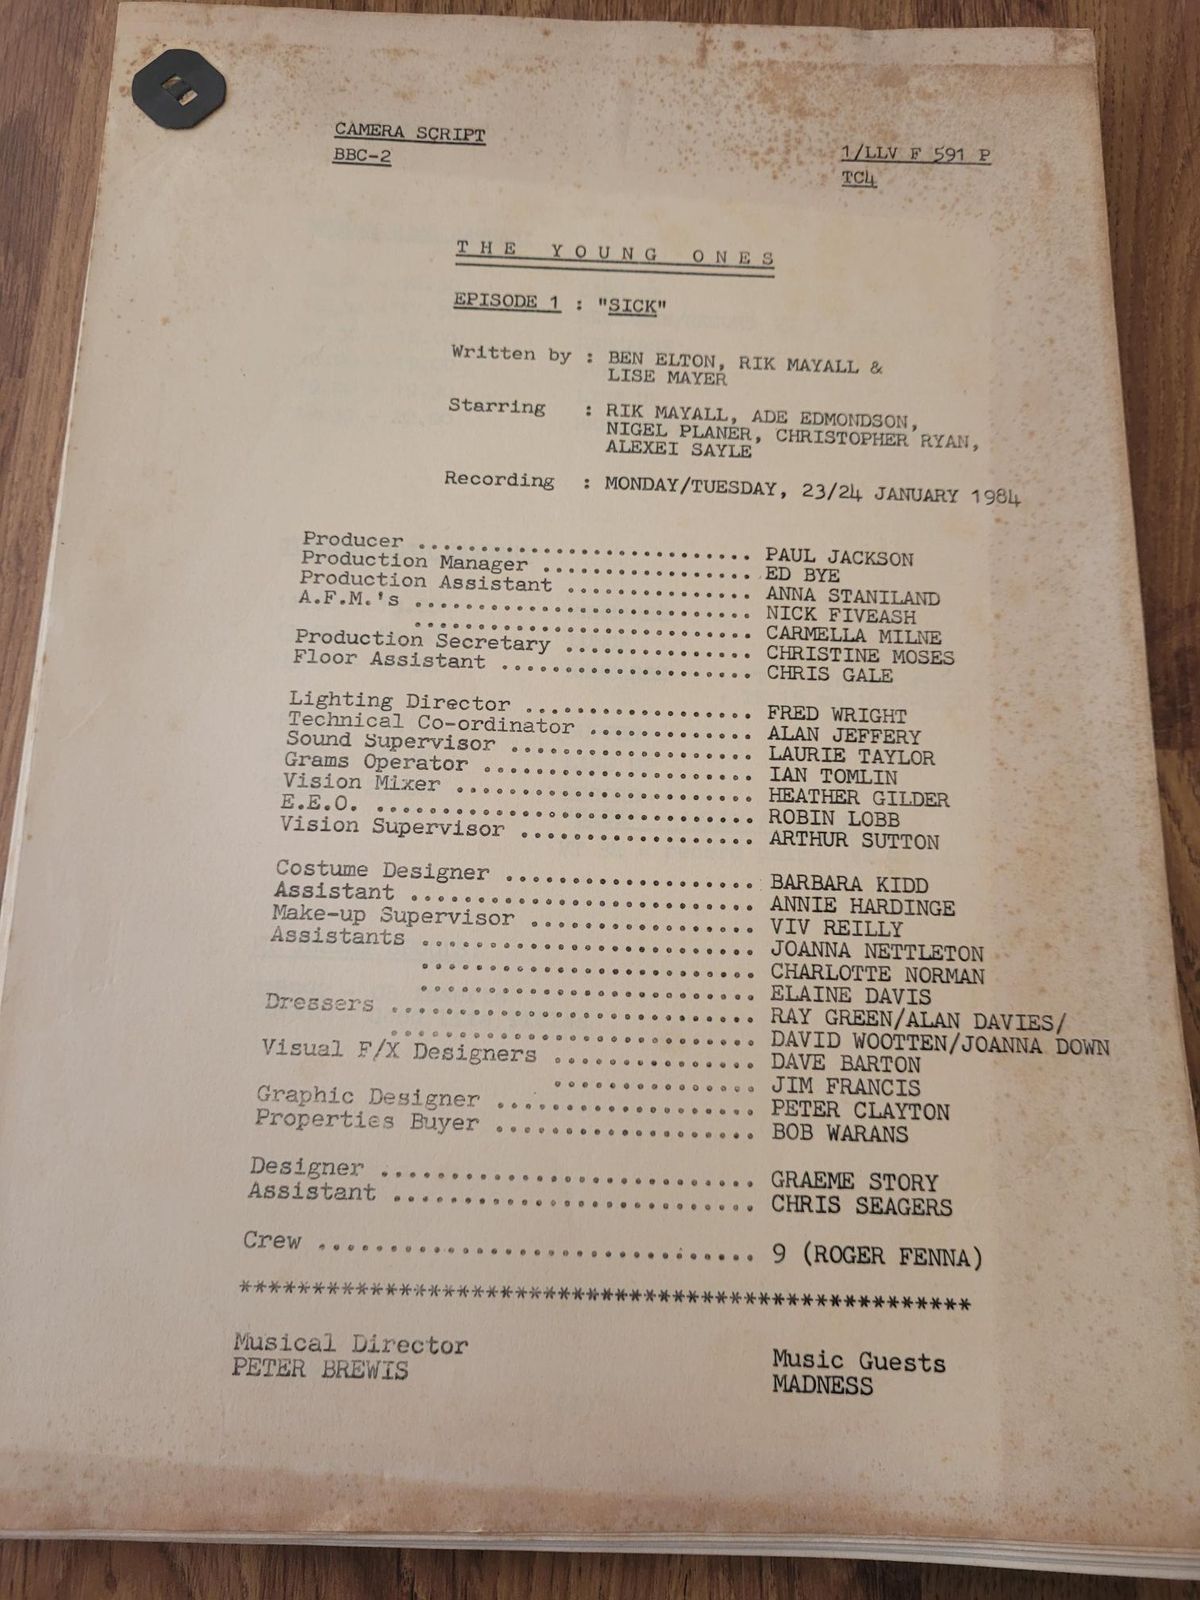 CAMERA SCRIPT
BBC-2
1/LLV F 591 P
TC4
THE YOUNG ONES
EPISODE 1 : "SICK"
Written by : BEN ELTON, RIK MAYALL &
LISE MAYER
Starring : RIK MAYALL, ADE EDMONDSON,
NIGEL PLANER, CHRISTOPHER RYAN,
ALEXEI SAYLE
Recording : MONDAY/TUESDAY, 23/24 JANUARY 1984
Producer ........................... PAUL JACKSON
Production Manager ................. ED BYE
Production Assistant ............... ANNA STANILAND
A.F.M.'s ........................... NICK FIVEASH
........................... CARMELLA MILNE
Production Secretary ............... CHRISTINE MOSES
Floor Assistant .................... CHRIS GALE
Lighting Director .................. FRED WRIGHT
Technical Co-ordinator ............. ALAN JEFFERY
Sound Supervisor ................... LAURIE TAYLOR
Grams Operator ..................... IAN TOMLIN
Vision Mixer ....................... HEATHER GILDER
E.E.O. ............................. ROBIN LOBB
Vision Supervisor .................. ARTHUR SUTTON
Costume Designer ................... BARBARA KIDD
Assistant .......................... ANNIE HARDINGE
Make-up Supervisor ................. VIV REILLY
Assistants ......................... JOANNA NETTLETON
......................... CHARLOTTE NORMAN
......................... ELAINE DAVIS
Dressers ........................... RAY GREEN/ALAN DAVIES/
........................... DAVID WOOTTEN/JOANNA DOWN
Visual F/X Designers ............... DAVE BARTON
............... JIM FRANCIS
Graphic Designer ................... PETER CLAYTON
Properties Buyer ................... BOB WARANS
Designer ........................... GRAEME STORY
Assistant .......................... CHRIS SEAGERS
Crew ............................... 9 (ROGER FENNA)
**************************************************
Musical Director
PETER BREWIS
Music Guests
MADNESS